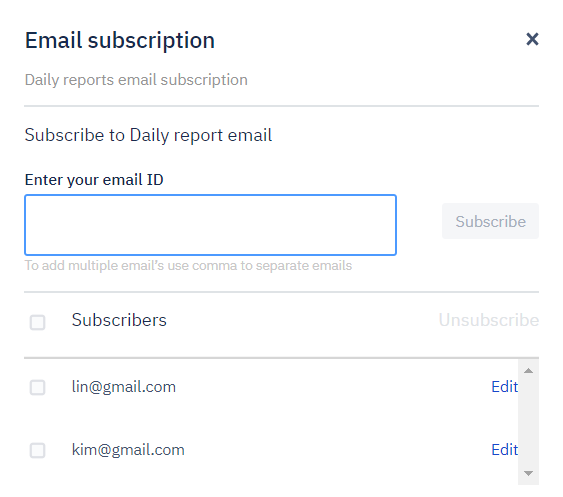 Email subscription
Daily reports email subscription
Subscribe to Daily report email
Enter your email ID
Subscribe
To add multiple email's use comma to separate emails
Subscribers Unsubscribe
lin@gmail.com Edit
kim@gmail.com Edit